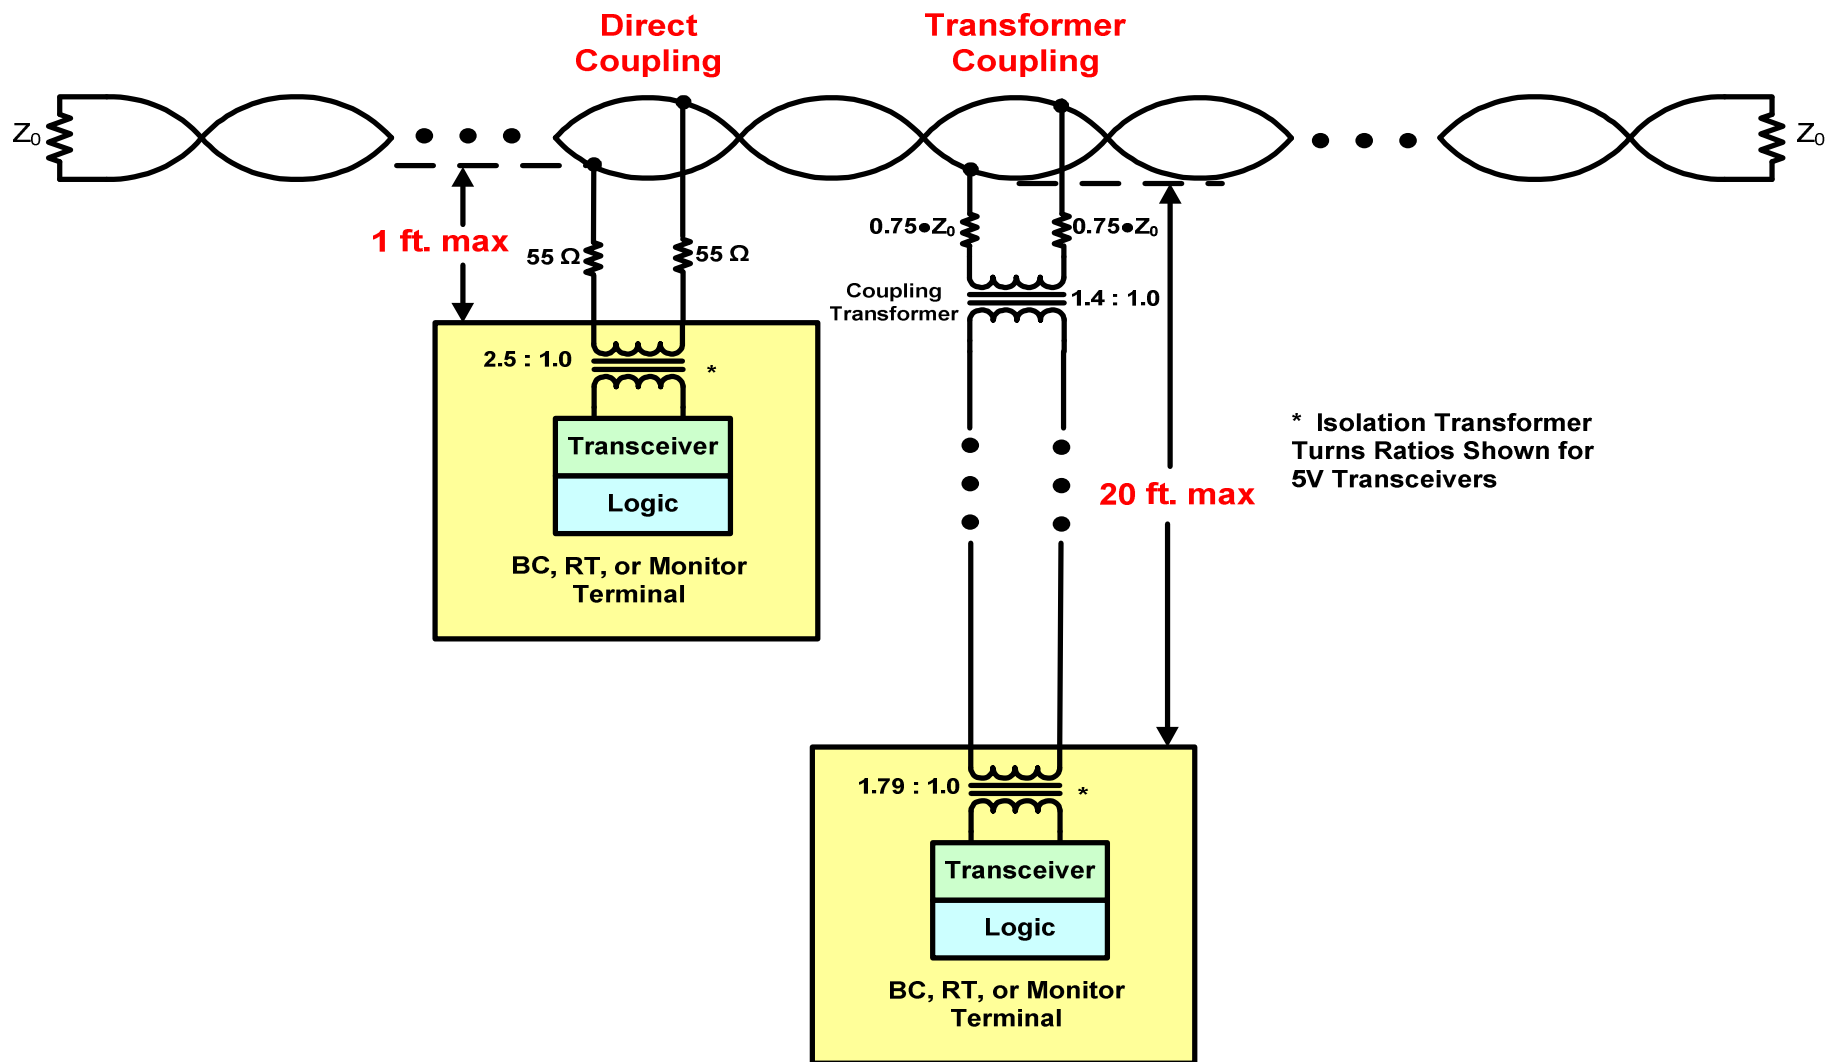 Direct
Coupling
Transformer
Coupling
Z₀
Z₀
1 ft. max
55 Ω
55 Ω
0.75•Z₀
0.75•Z₀
Coupling
Transformer
1.4 : 1.0
2.5 : 1.0
*
Transceiver
Logic
BC, RT, or Monitor
Terminal
* Isolation Transformer
Turns Ratios Shown for
5V Transceivers
20 ft. max
1.79 : 1.0
*
Transceiver
Logic
BC, RT, or Monitor
Terminal